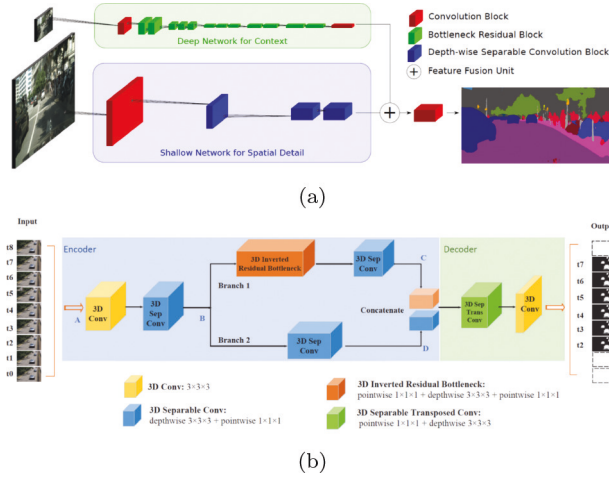 Deep Network for Context
Shallow Network for Spatial Detail
Convolution Block
Bottleneck Residual Block
Depth-wise Separable Convolution Block
Feature Fusion Unit
(a)
Input
t8
t7
t6
t5
t4
t3
t2
t1
t0
A
Encoder
3D
Conv
3D
Sep
Conv
B
Branch 1
3D Inverted
Residual Bottleneck
3D
Sep
Conv
C
Concatenate
Branch 2
3D Sep
Conv
D
Decoder
3D Sep
Trans
Conv
3D
Conv
Outp
t7
t6
t5
t4
t3
t2
3D Conv: 3×3×3
3D Separable Conv:
depthwise 3×3×3 + pointwise 1×1×1
3D Inverted Residual Bottleneck:
pointwise 1×1×1 + depthwise 3×3×3 + pointwise 1×1×1
3D Separable Transposed Conv:
pointwise 1×1×1 + depthwise 3×3×3
(b)